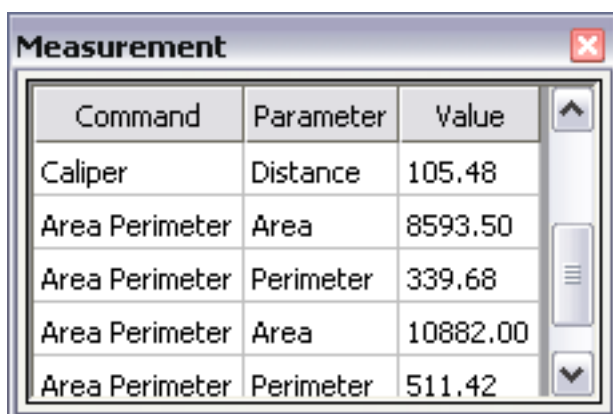 Measurement
Command Parameter Value
Caliper Distance 105.48
Area Perimeter Area 8593.50
Area Perimeter Perimeter 339.68
Area Perimeter Area 10882.00
Area Perimeter Perimeter 511.42